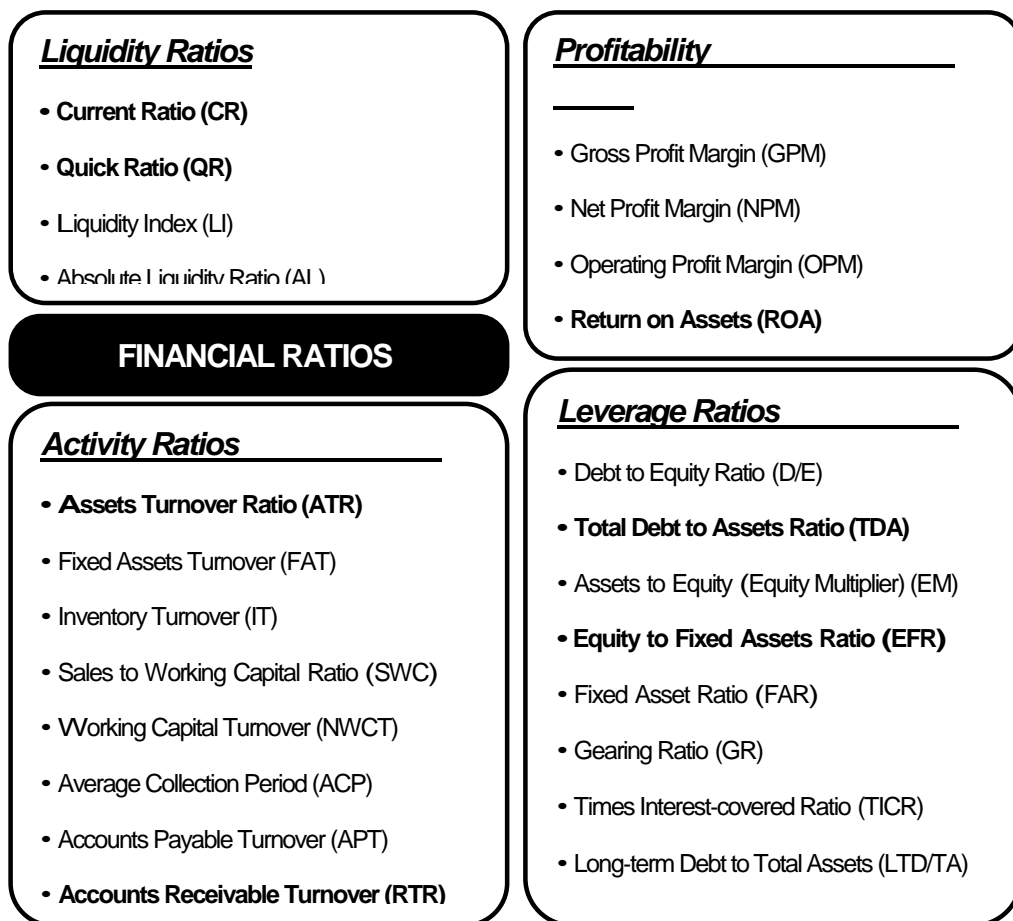 Liquidity Ratios
• Current Ratio (CR)
• Quick Ratio (QR)
• Liquidity Index (LI)
• Absolute Liquidity Ratio (AL)
FINANCIAL RATIOS
Activity Ratios
• Assets Turnover Ratio (ATR)
• Fixed Assets Turnover (FAT)
• Inventory Turnover (IT)
• Sales to Working Capital Ratio (SWC)
• Working Capital Turnover (NWCT)
• Average Collection Period (ACP)
• Accounts Payable Turnover (APT)
• Accounts Receivable Turnover (RTR)
Profitability
• Gross Profit Margin (GPM)
• Net Profit Margin (NPM)
• Operating Profit Margin (OPM)
• Return on Assets (ROA)
Leverage Ratios
• Debt to Equity Ratio (D/E)
• Total Debt to Assets Ratio (TDA)
• Assets to Equity (Equity Multiplier) (EM)
• Equity to Fixed Assets Ratio (EFR)
• Fixed Asset Ratio (FAR)
• Gearing Ratio (GR)
• Times Interest-covered Ratio (TICR)
• Long-term Debt to Total Assets (LTD/TA)